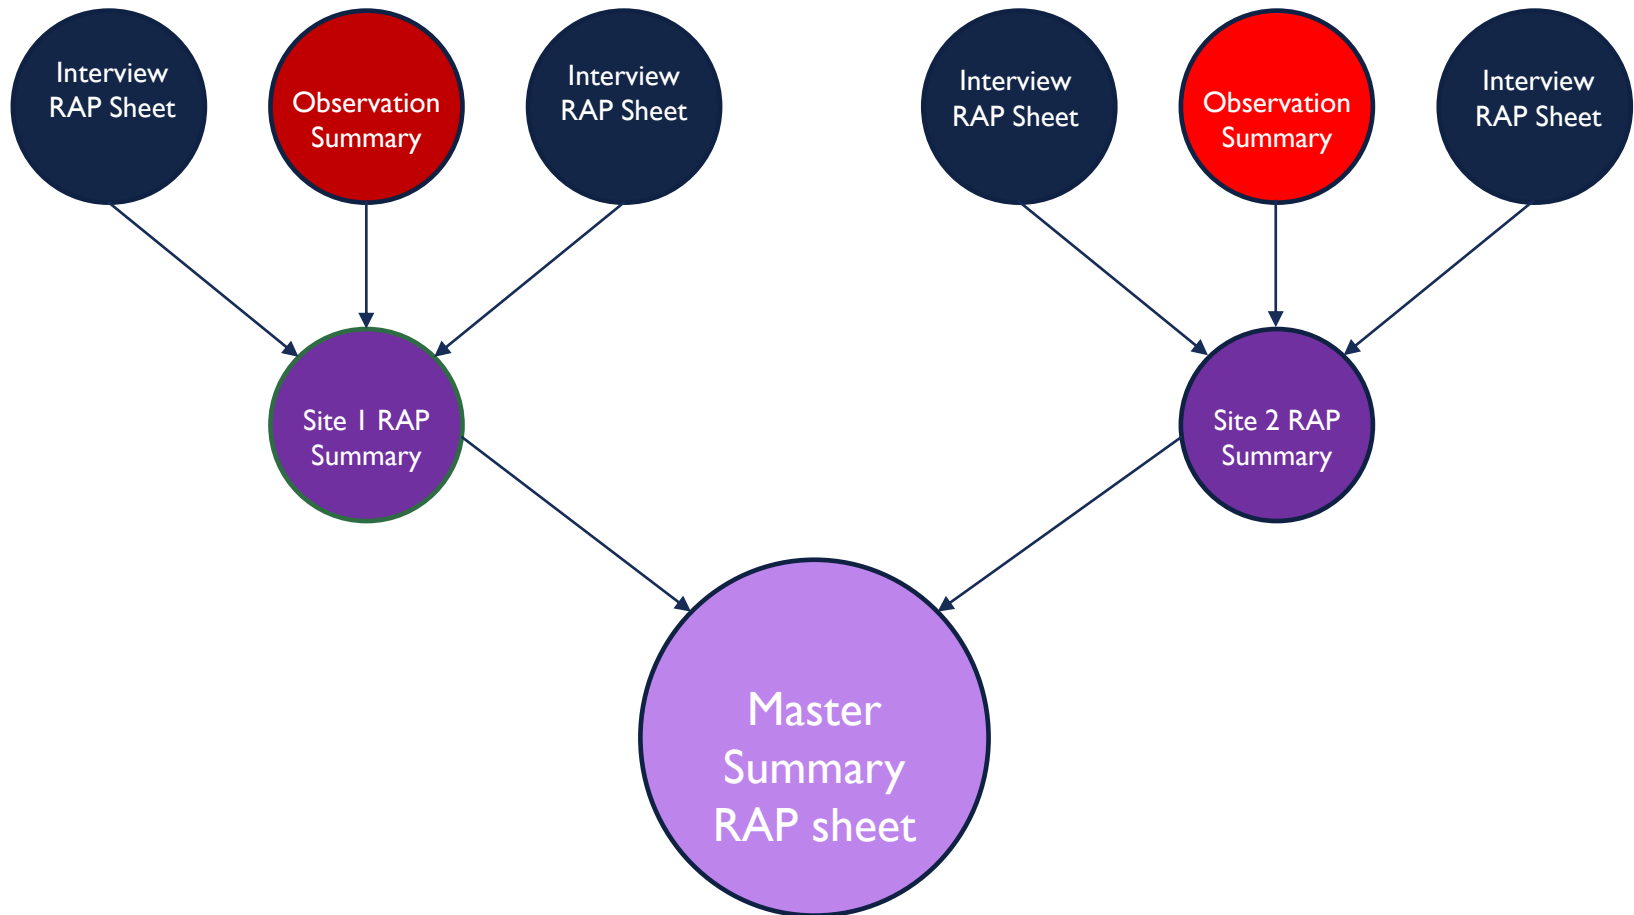 Interview
RAP Sheet
Observation
Summary
Interview
RAP Sheet
Interview
RAP Sheet
Observation
Summary
Interview
RAP Sheet
Site 1 RAP
Summary
Site 2 RAP
Summary
Master
Summary
RAP sheet